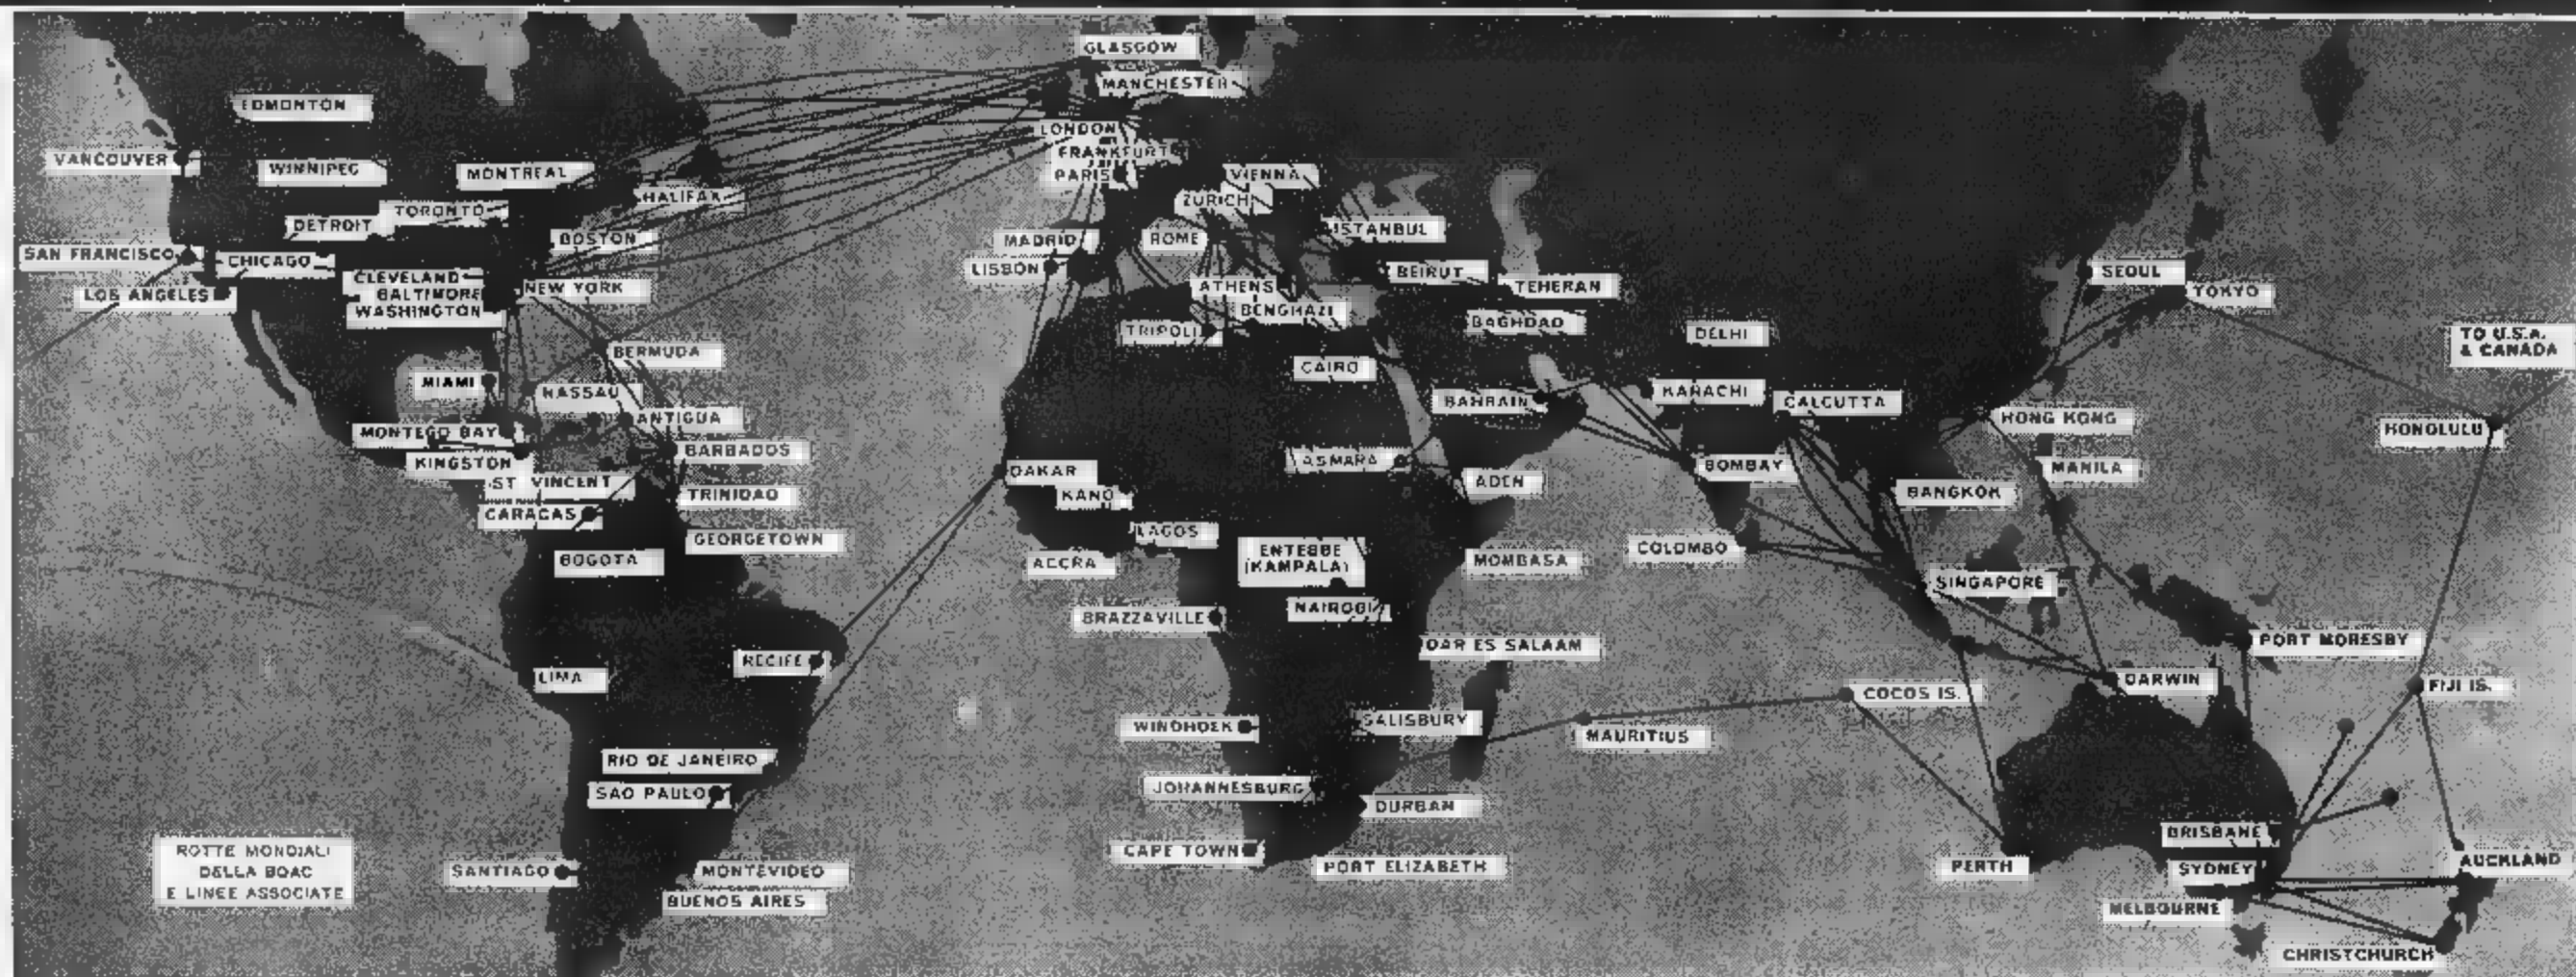 GLASGOW
MANCHESTER
EDMONTON
LONDON
VANCOUVER
FRANKFURT
WINNIPEG
MONTREAL
PARIS
VIENNA
HALIFAX
ZURICH
TORONTO
DETROIT
ISTANBUL
BOSTON
MADRID
ROME
SAN FRANCISCO
CHICAGO
LISBON
BEIRUT
SEOUL
CLEVELAND
NEW YORK
ATHENS
TEHERAN
TOKYO
LOS ANGELES
BALTIMORE
WASHINGTON
BENGHAZI
BAGHDAD
TRIPOLI
DELHI
TO U.S.A.
& CANADA
BERMUDA
CAIRO
MIAMI
NASSAU
KARACHI
BAHRAIN
CALCUTTA
ANTIGUA
HONG KONG
MONTEGO BAY
HONOLULU
BARBADOS
KINGSTON
ASMARA
BOMBAY
MANILA
DAKAR
ST VINCENT
ADEN
TRINIDAD
KANO
BANGKOK
CARACAS
LAGOS
GEORGETOWN
COLOMBO
BOGOTA
ACCRA
ENTEBBE
(KAMPALA)
MOMBASA
SINGAPORE
NAIROBI
BRAZZAVILLE
PORT MORESBY
DAR ES SALAAM
RECIFE
LIMA
DARWIN
FIJI IS.
COCOS IS.
WINDHOEK
SALISBURY
MAURITIUS
RIO DE JANEIRO
JOHANNESBURG
SAO PAULO
DURBAN
BRISBANE
ROTTE MONDIALI
DELLA BOAC
E LINEE ASSOCIATE
CAPE TOWN
AUCKLAND
PORT ELIZABETH
PERTH
SYDNEY
SANTIAGO
MONTEVIDEO
BUENOS AIRES
MELBOURNE
CHRISTCHURCH